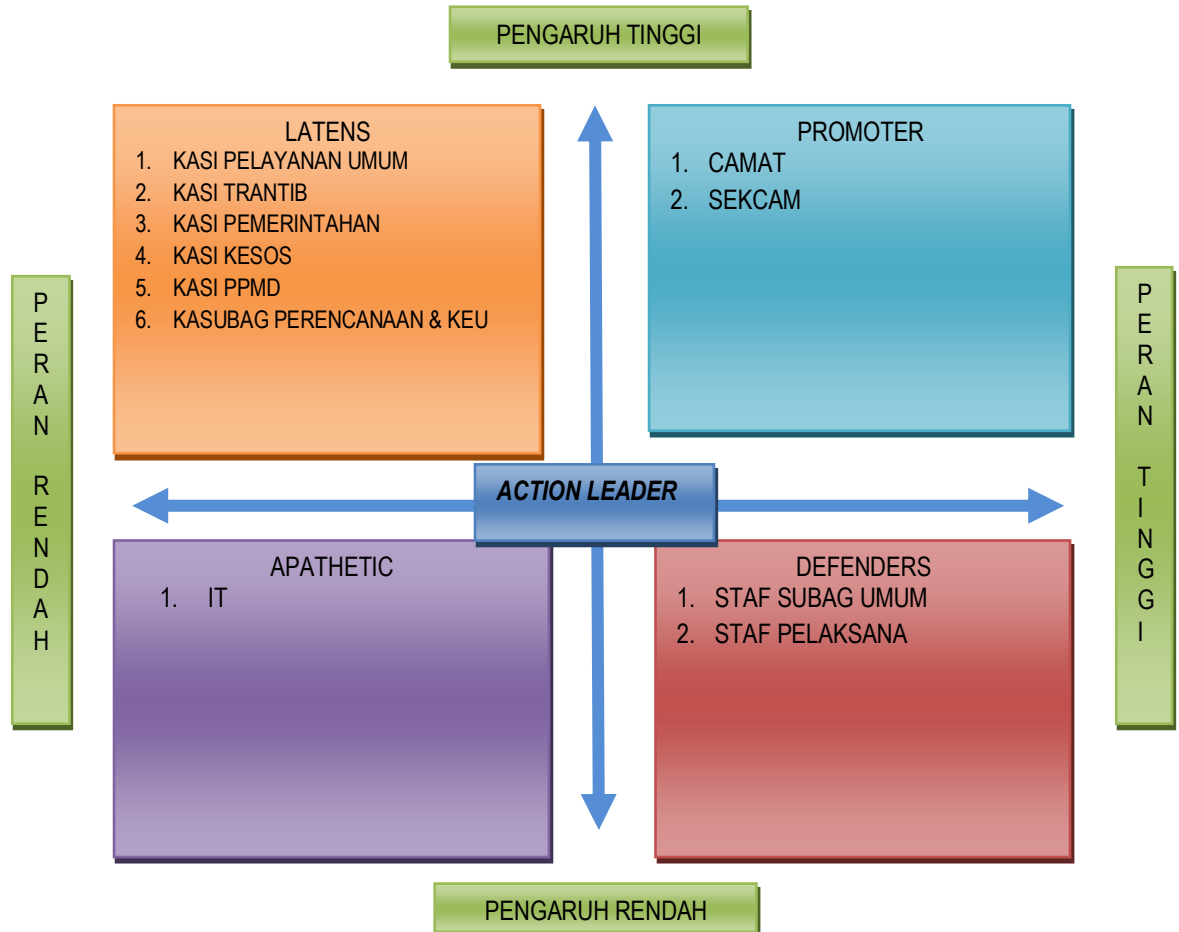 PENGARUH TINGGI
LATENS
1. KASI PELAYANAN UMUM
2. KASI TRANTIB
3. KASI PEMERINTAHAN
4. KASI KESOS
5. KASI PPMD
6. KASUBAG PERENCANAAN & KEU
PROMOTER
1. CAMAT
2. SEKCAM
PERAN RENDAH
PERAN TINGGI
ACTION LEADER
APATHETIC
1. IT
DEFENDERS
1. STAF SUBAG UMUM
2. STAF PELAKSANA
PENGARUH RENDAH